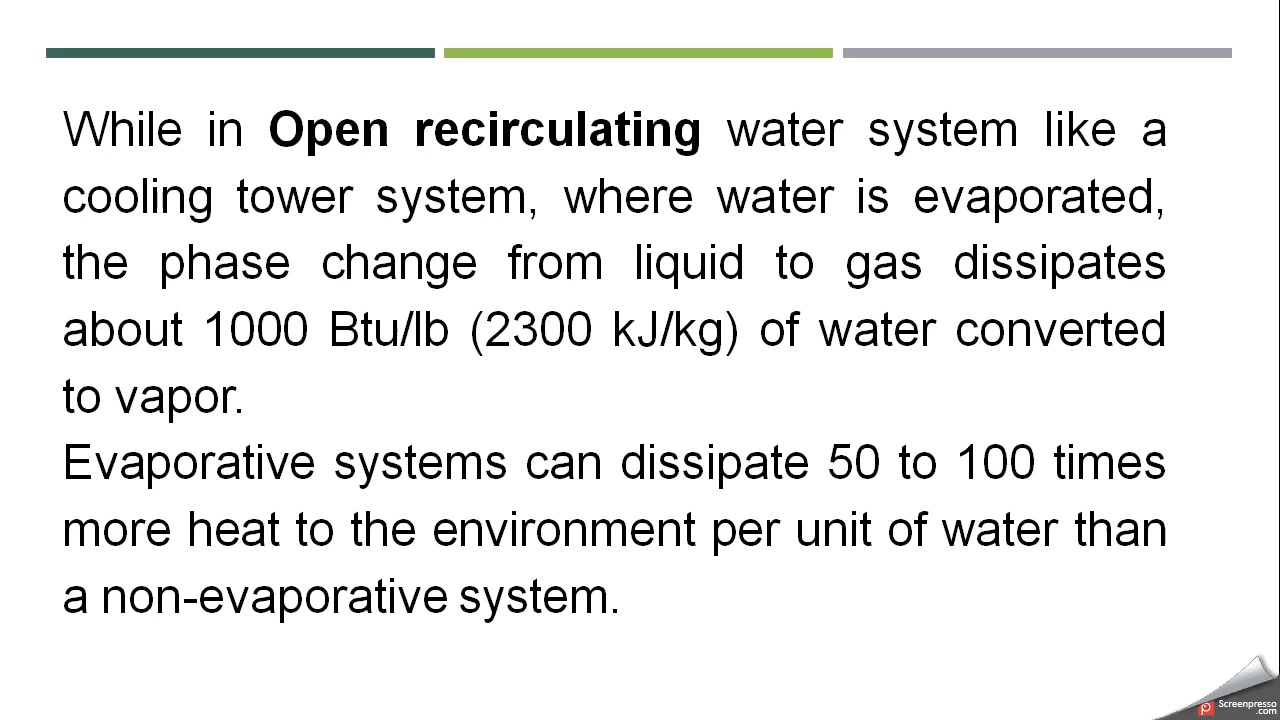 While in Open recirculating water system like a
cooling tower system, where water is evaporated,
the phase change from liquid to gas dissipates
about 1000 Btu/lb (2300 kJ/kg) of water converted
to vapor.
Evaporative systems can dissipate 50 to 100 times
more heat to the environment per unit of water than
a non-evaporative system.
Screenpresso
.com